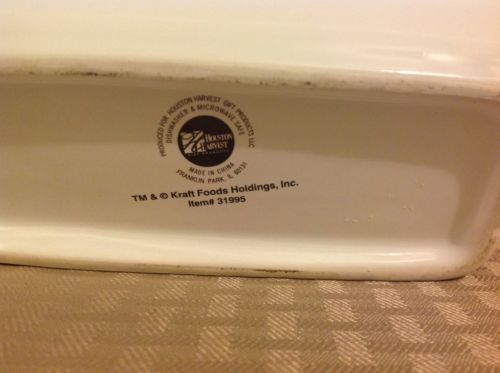 PRODUCED FOR HOUSTON HARVEST GIFT PRODUCTS LLC
DISHWASHER & MICROWAVE SAFE
HOUSTON
HARVEST
MADE IN CHINA
FRANKLIN PARK, IL 60131
TM & © Kraft Foods Holdings, Inc.
Item# 31995